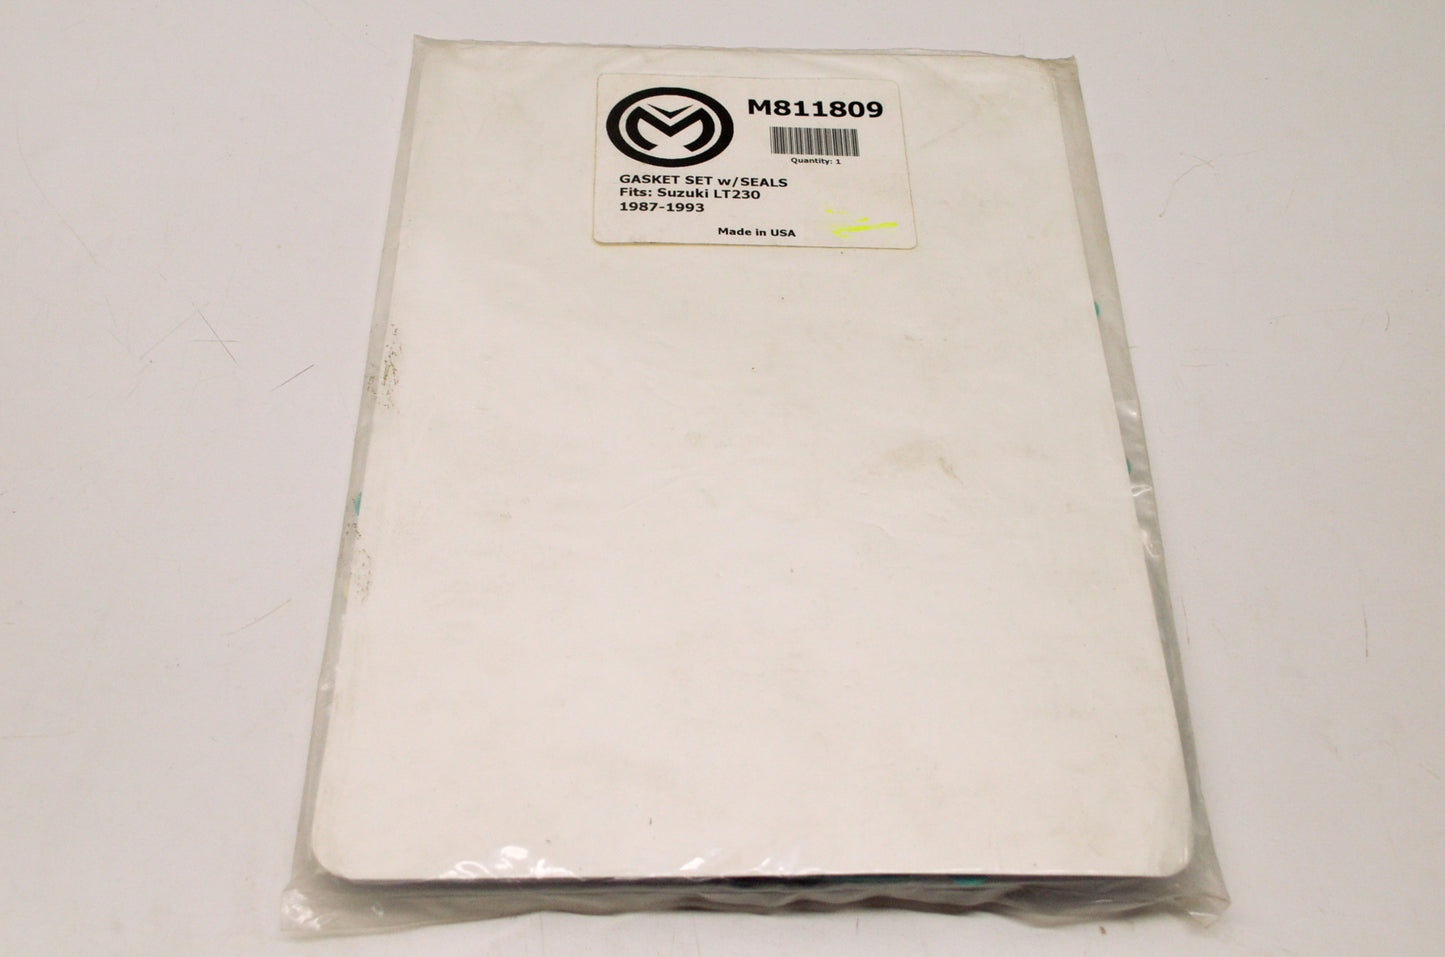 M811809
Quantity: 1
GASKET SET w/SEALS
Fits: Suzuki LT230
1987-1993
Made in USA